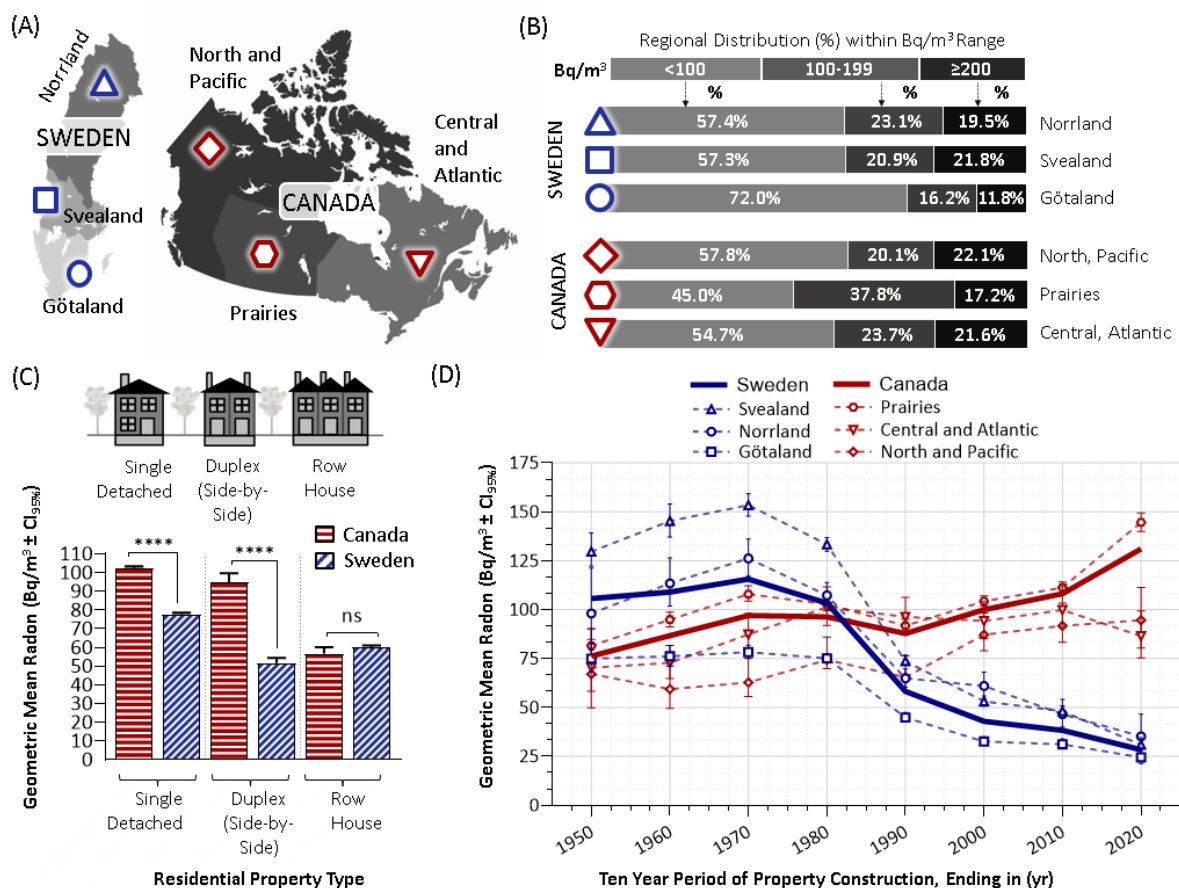 (A)
Norrland
SWEDEN
Svealand
Götaland
North and
Pacific
Central
and
Atlantic
CANADA
Prairies
(B)
Regional Distribution (%) within Bq/m³ Range
Bq/m³ <100 100-199 ≥200
% % %
SWEDEN
57.4% 23.1% 19.5% Norrland
57.3% 20.9% 21.8% Svealand
72.0% 16.2% 11.8% Götaland
CANADA
57.8% 20.1% 22.1% North, Pacific
45.0% 37.8% 17.2% Prairies
54.7% 23.7% 21.6% Central, Atlantic
(C)
Single
Detached
Duplex
(Side-by-
Side)
Row
House
Canada
Sweden
**** **** ns
Geometric Mean Radon (Bq/m³ ± CI95%)
110
100
90
80
70
60
50
40
30
20
10
0
Single
Detached
Duplex
(Side-by-
Side)
Row
House
Residential Property Type
(D)
Sweden Canada
Svealand Prairies
Norrland Central and Atlantic
Götaland North and Pacific
Geometric Mean Radon (Bq/m³ ± CI95%)
175
150
125
100
75
50
25
0
1950 1960 1970 1980 1990 2000 2010 2020
Ten Year Period of Property Construction, Ending in (yr)